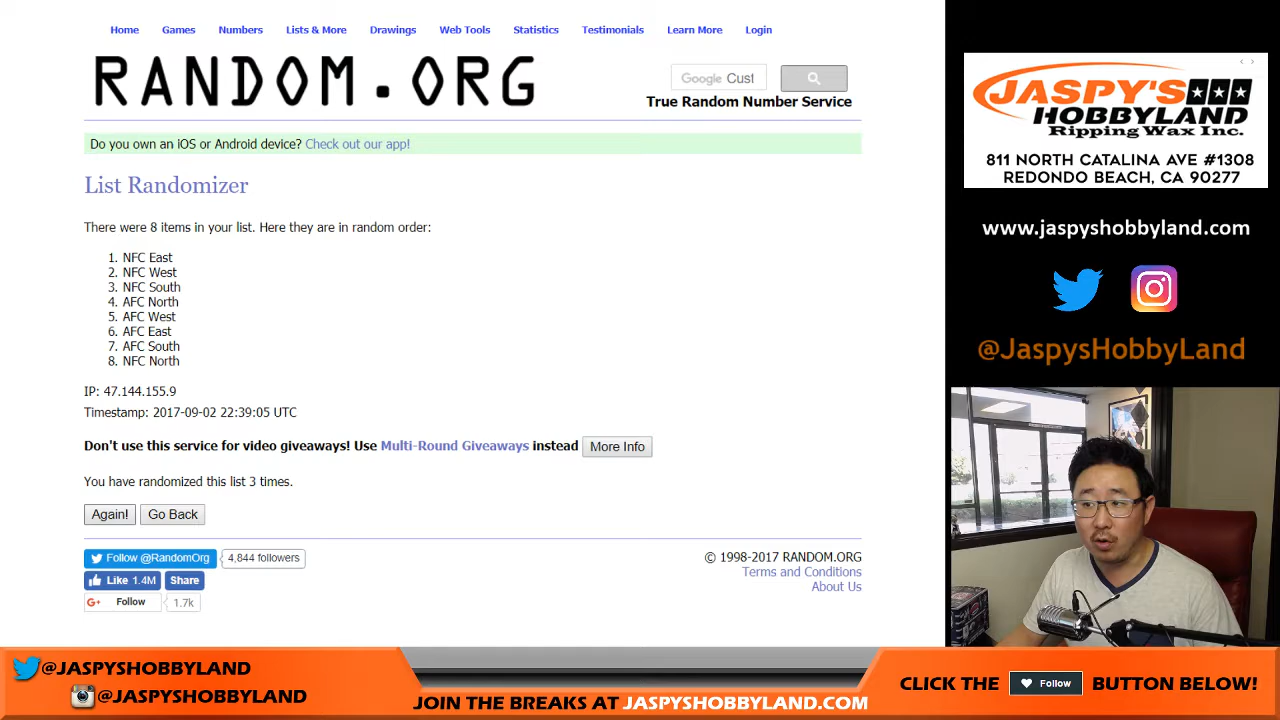 Home Games Numbers Lists & More Drawings Web Tools Statistics Testimonials Learn More Login
RANDOM.ORG
Google Cust
True Random Number Service
Do you own an iOS or Android device? Check out our app!
List Randomizer
There were 8 items in your list. Here they are in random order:
1. NFC East
2. NFC West
3. NFC South
4. AFC North
5. AFC West
6. AFC East
7. AFC South
8. NFC North
IP: 47.144.155.9
Timestamp: 2017-09-02 22:39:05 UTC
Don't use this service for video giveaways! Use Multi-Round Giveaways instead More Info
You have randomized this list 3 times.
Again! Go Back
Follow @RandomOrg 4,844 followers
Like 1.4M Share
G+ Follow 1.7k
© 1998-2017 RANDOM.ORG
Terms and Conditions
About Us
JASPY'S
HOBBYLAND
Ripping Wax Inc.
811 NORTH CATALINA AVE #1308
REDONDO BEACH, CA 90277
www.jaspyshobbyland.com
@JaspysHobbyLand
@JASPYSHOBBYLAND
@JASPYSHOBBYLAND
JOIN THE BREAKS AT JASPYSHOBBYLAND.COM
CLICK THE Follow BUTTON BELOW!